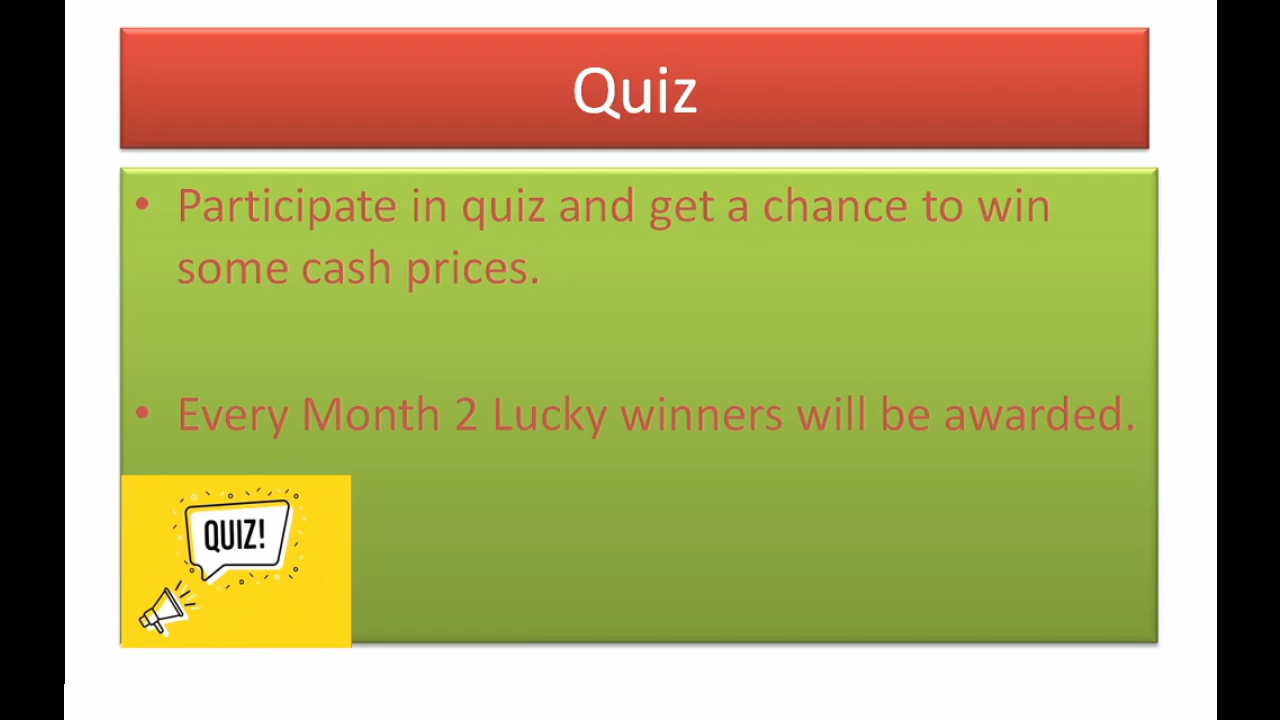 Quiz
• Participate in quiz and get a chance to win
some cash prices.
• Every Month 2 Lucky winners will be awarded.
QUIZ!